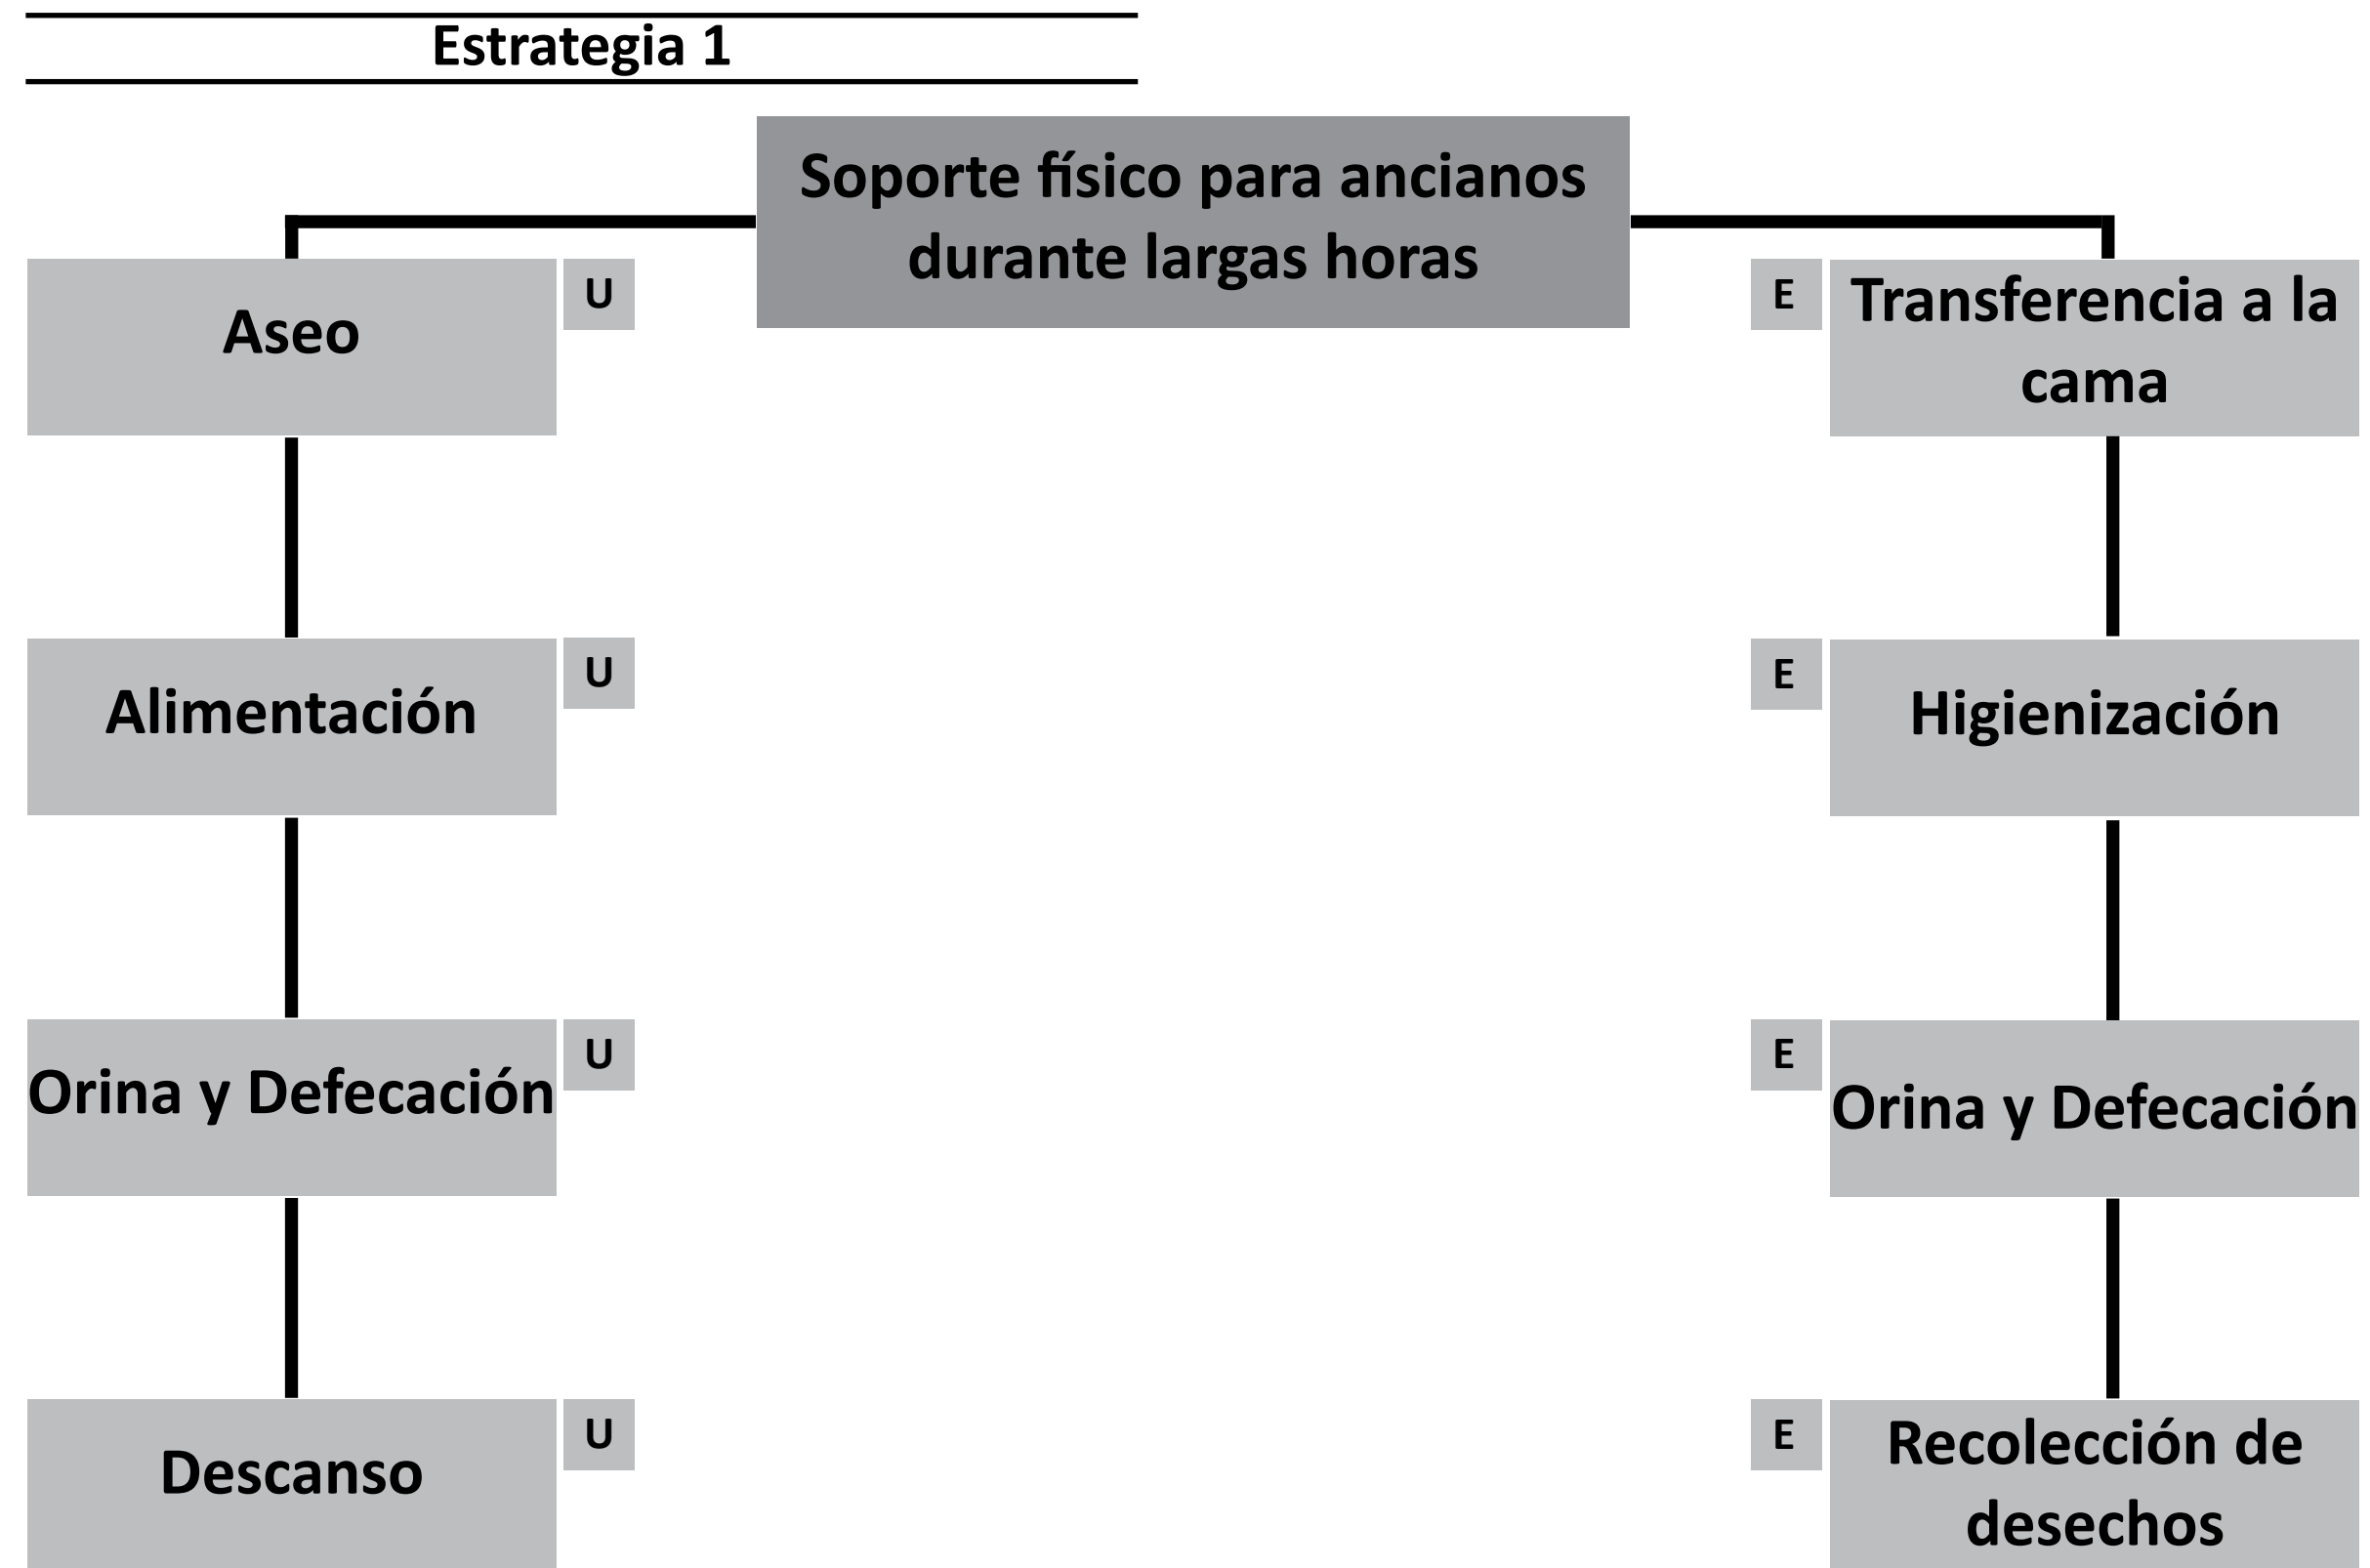 Estrategia 1
Soporte físico para ancianos
durante largas horas
Aseo
U
E
Transferencia a la
cama
Alimentación
U
E
Higienización
Orina y Defecación
U
E
Orina y Defecación
Descanso
U
E
Recolección de
desechos